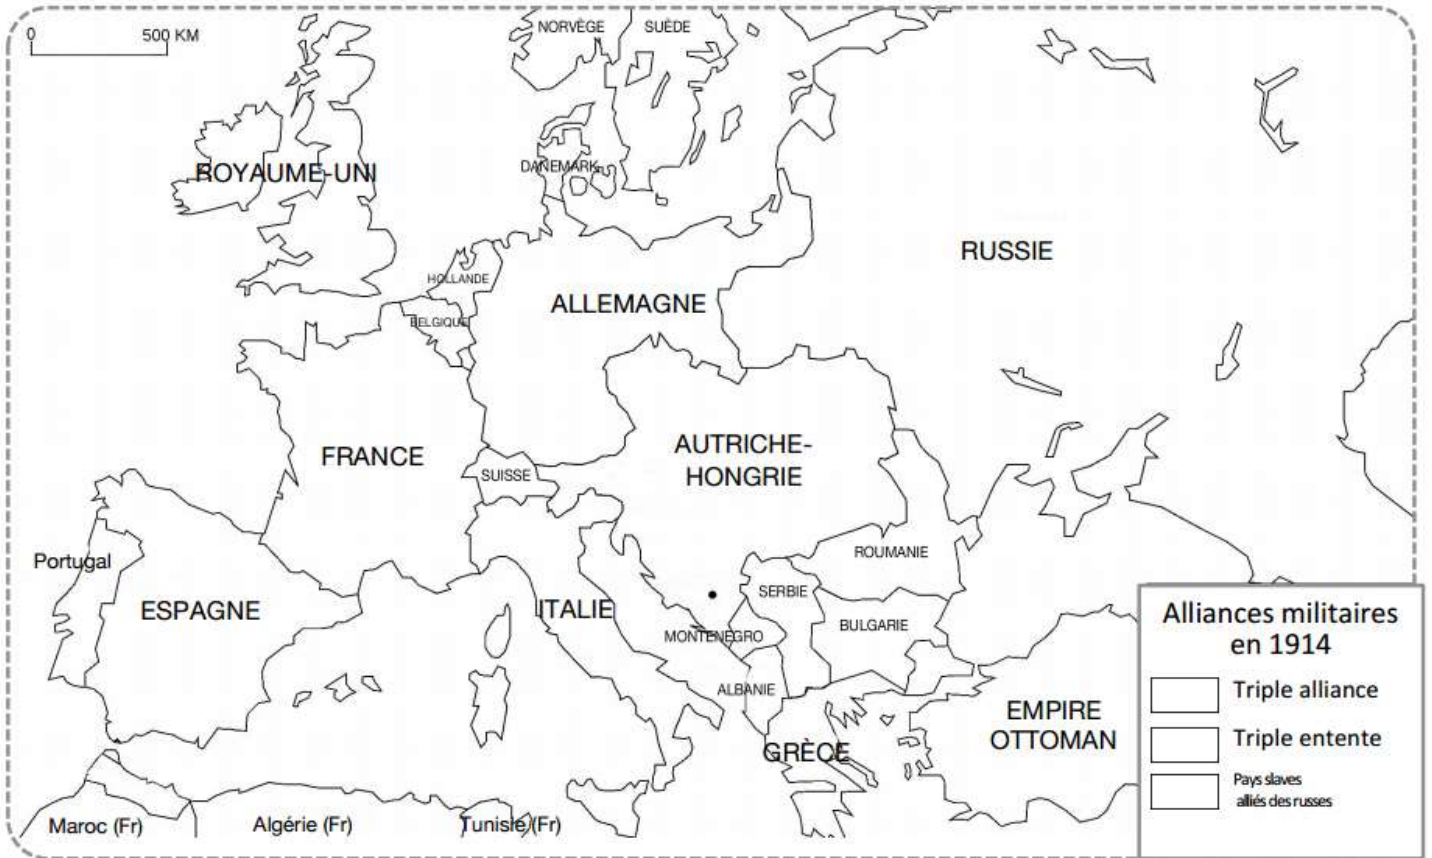 0 500 KM
NORVÈGE
SUÈDE
DANEMARK
ROYAUME-UNI
RUSSIE
HOLLANDE
ALLEMAGNE
BELGIQUE
FRANCE
AUTRICHE-
HONGRIE
SUISSE
Portugal
ROUMANIE
ESPAGNE
ITALIE
SERBIE
BULGARIE
MONTENEGRO
ALBANIE
EMPIRE
OTTOMAN
GRÈCE
Maroc (Fr)
Algérie (Fr)
Tunisie (Fr)
Alliances militaires
en 1914
Triple alliance
Triple entente
Pays slaves
alliés des russes